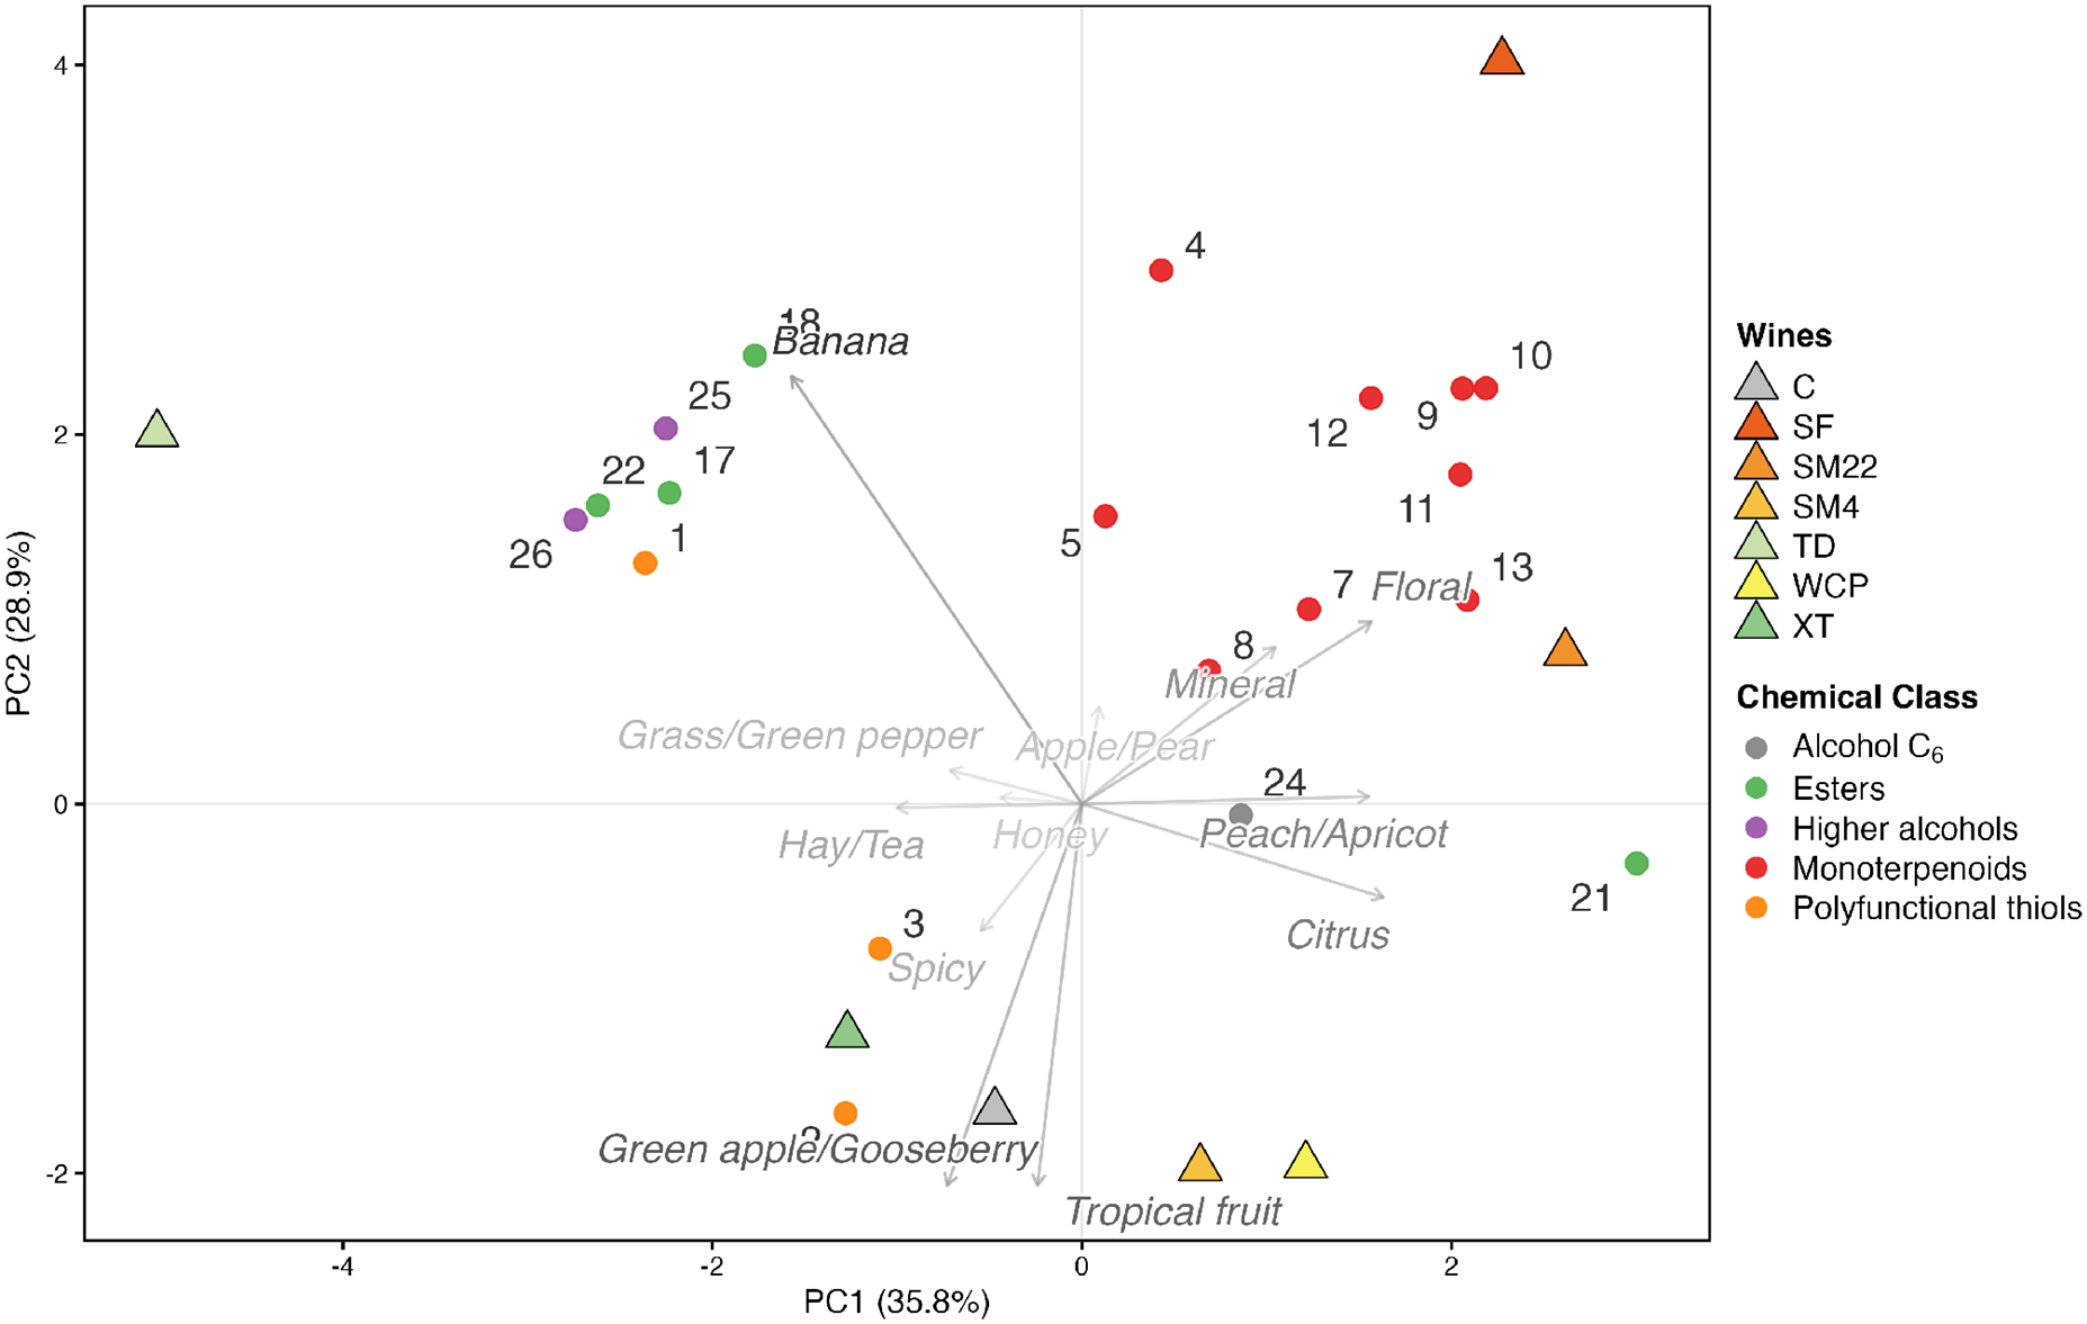 4
4
10
18
Banana
25
9
12
2
17
22
11
1
5
26
13
7
Floral
8
Mineral
Grass/Green pepper
Apple/Pear
24
0
Peach/Apricot
Honey
Hay/Tea
21
3
Citrus
Spicy
2
Green apple/Gooseberry
-2
Tropical fruit
-4
-2
0
2
PC1 (35.8%)
PC2 (28.9%)
Wines
C
SF
SM22
SM4
TD
WCP
XT
Chemical Class
Alcohol C6
Esters
Higher alcohols
Monoterpenoids
Polyfunctional thiols